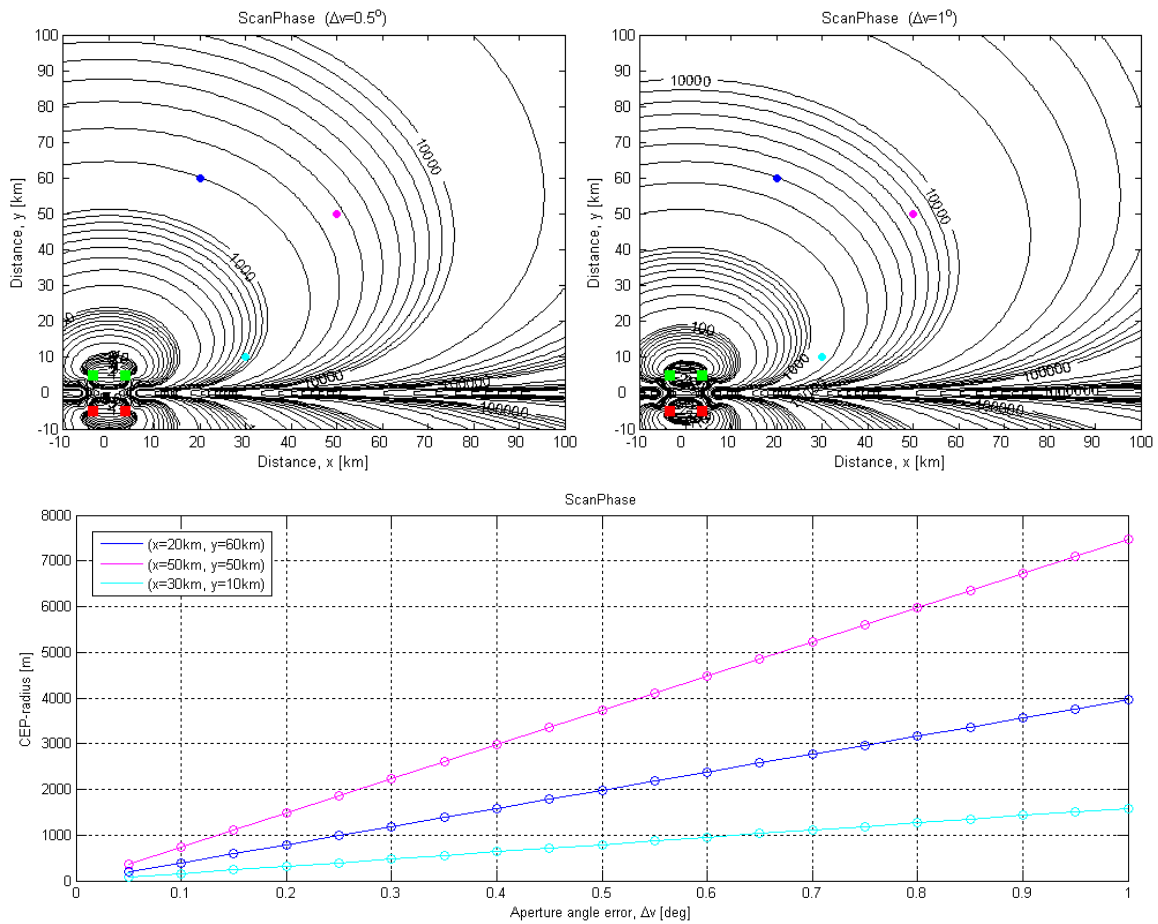 ScanPhase (Δv=0.5°)
100
90
80
70
60
50
40
30
20
10
0
-10
Distance, y [km]
10000
1000
100000
100000
-10 0 10 20 30 40 50 60 70 80 90 100
Distance, x [km]
ScanPhase (Δv=1°)
100
90
80
70
60
50
40
30
20
10
0
-10
Distance, y [km]
10000
10000
100
1000
100000
100000
-10 0 10 20 30 40 50 60 70 80 90 100
Distance, x [km]
ScanPhase
8000
7000
6000
5000
4000
3000
2000
1000
0
CEP-radius [m]
(x=20km, y=60km)
(x=50km, y=50km)
(x=30km, y=10km)
0 0.1 0.2 0.3 0.4 0.5 0.6 0.7 0.8 0.9 1
Aperture angle error, Δv [deg]